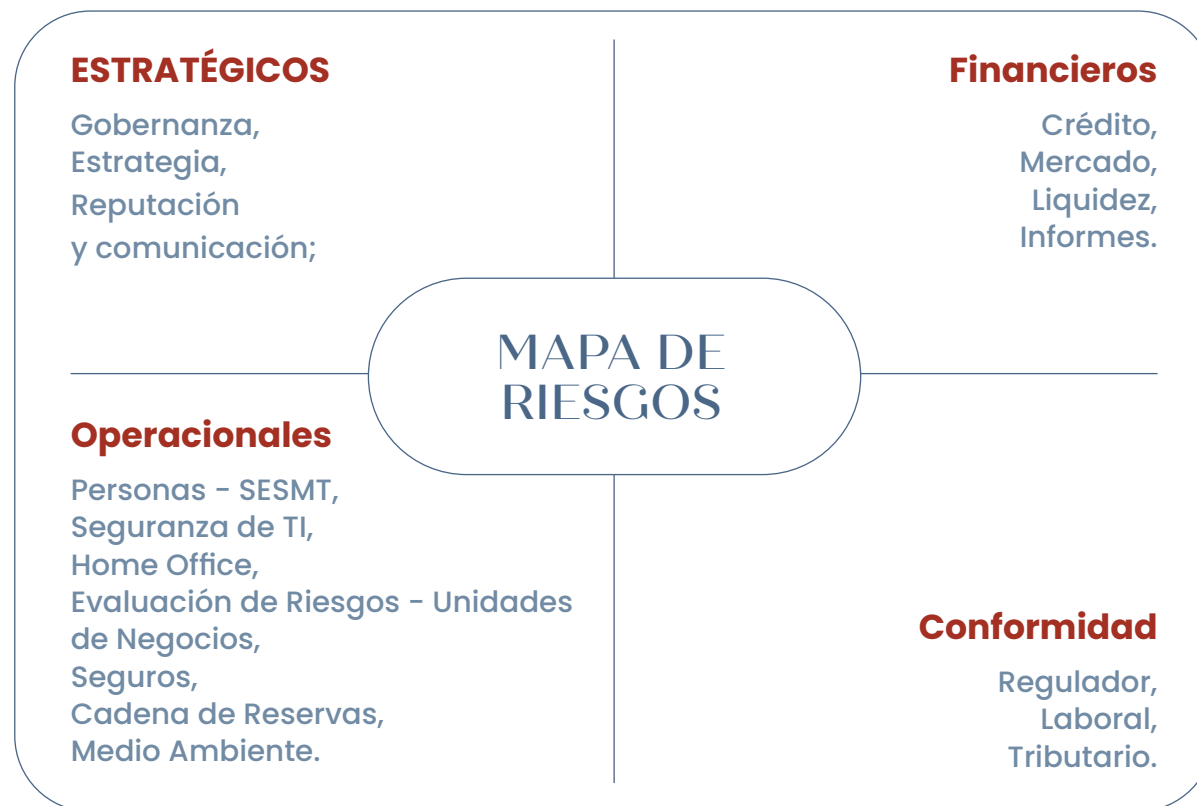 ESTRATÉGICOS
Gobernanza,
Estrategia,
Reputación
y comunicación;
Financieros
Crédito,
Mercado,
Liquidez,
Informes.
MAPA DE
RIESGOS
Operacionales
Personas - SESMT,
Seguranza de TI,
Home Office,
Evaluación de Riesgos - Unidades
de Negocios,
Seguros,
Cadena de Reservas,
Medio Ambiente.
Conformidad
Regulador,
Laboral,
Tributario.